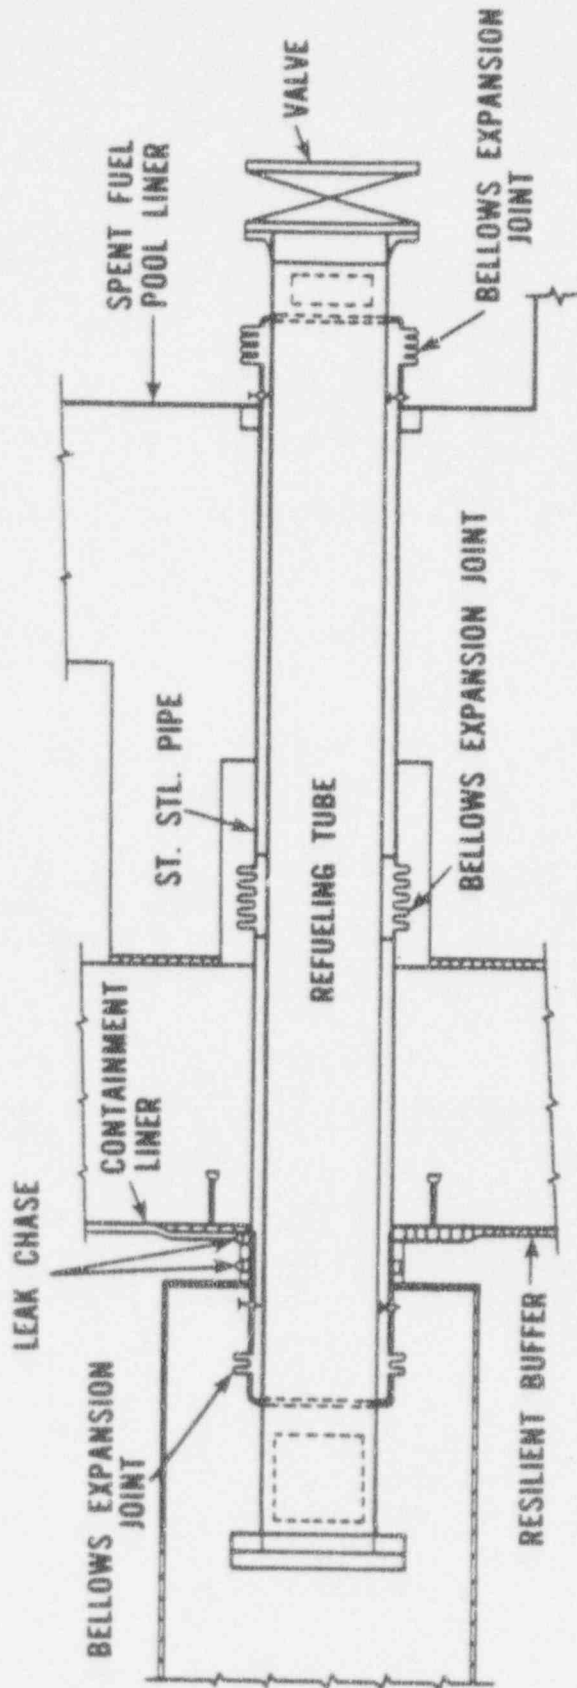 LEAK CHASE
CONTAINMENT
LINER
BELLOWS EXPANSION
JOINT
ST. STL. PIPE
SPENT FUEL
POOL LINER
VALVE
REFUELING TUBE
RESILIENT BUFFER
BELLOWS EXPANSION JOINT
BELLOWS EXPANSION
JOINT